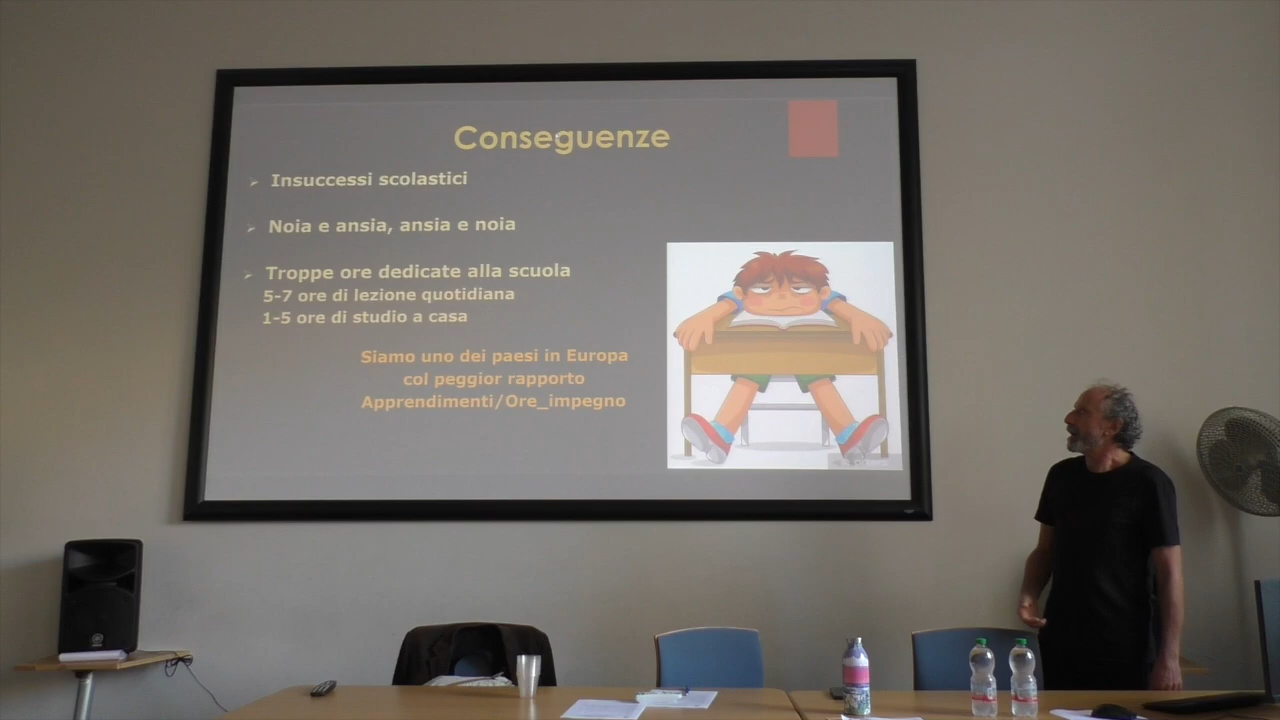 Conseguenze
Insuccessi scolastici
Noia e ansia, ansia e noia
Troppe ore dedicate alla scuola
5-7 ore di lezione quotidiana
1-5 ore di studio a casa
Siamo uno dei paesi in Europa
col peggior rapporto
Apprendimenti/Ore_impegno